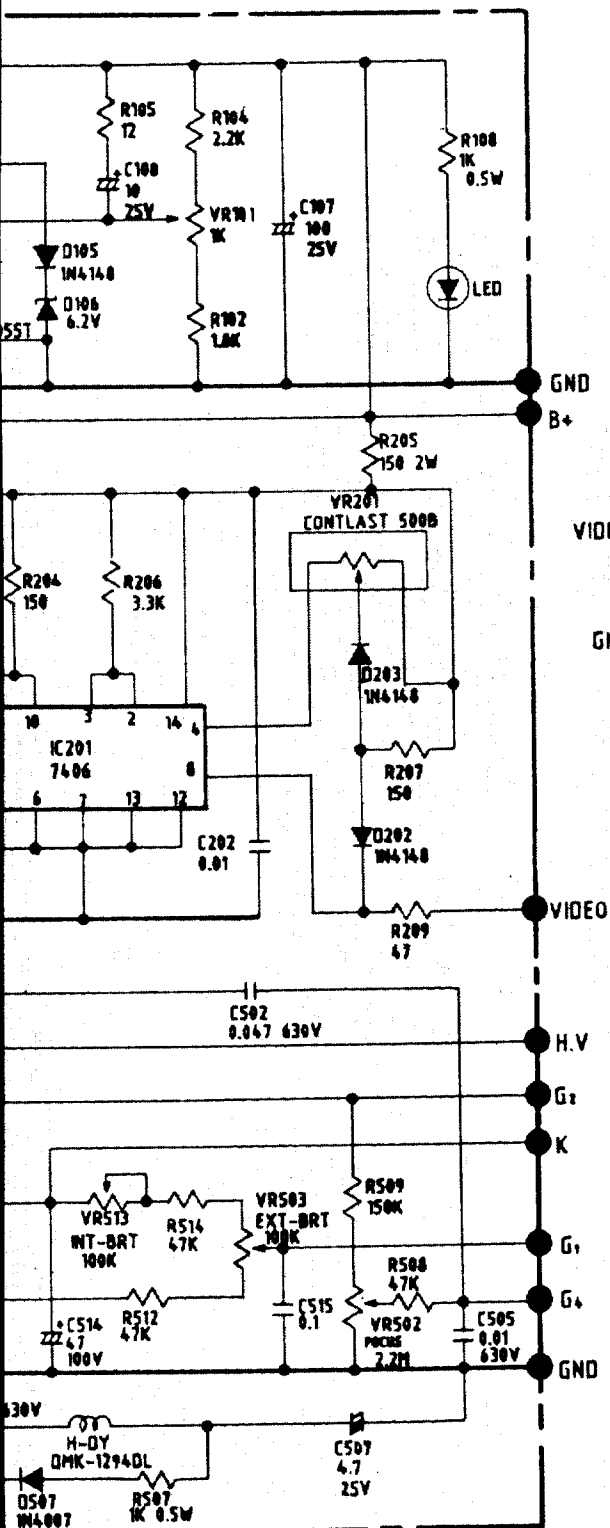 R105
12
R104
2.2K
C108
10
25V
VR101
1K
C107
100
25V
R108
1K
0.5W
D105
1N4148
D106
6.2V
R102
1.8K
LED
GND
B+
R205
150 2W
VR201
CONTLAST 500B
R204
150
R206
3.3K
10
3
2
14
4
IC201
7406
8
6
7
13
12
D203
1N4148
R207
150
D202
1N4148
C202
0.01
R209
47
VIDEO
C502
0.047 630V
H.V
G₂
K
VR513
INT-BRT
100K
R514
47K
VR503
EXT-BRT
100K
R509
150K
G₁
R508
47K
G₄
R512
47K
C515
0.1
VR502
2.2M
C505
0.01
630V
C514
47
100V
GND
630V
H-DY
DMK-1294DL
C507
4.7
25V
D507
1N4007
R507
1K 0.5W